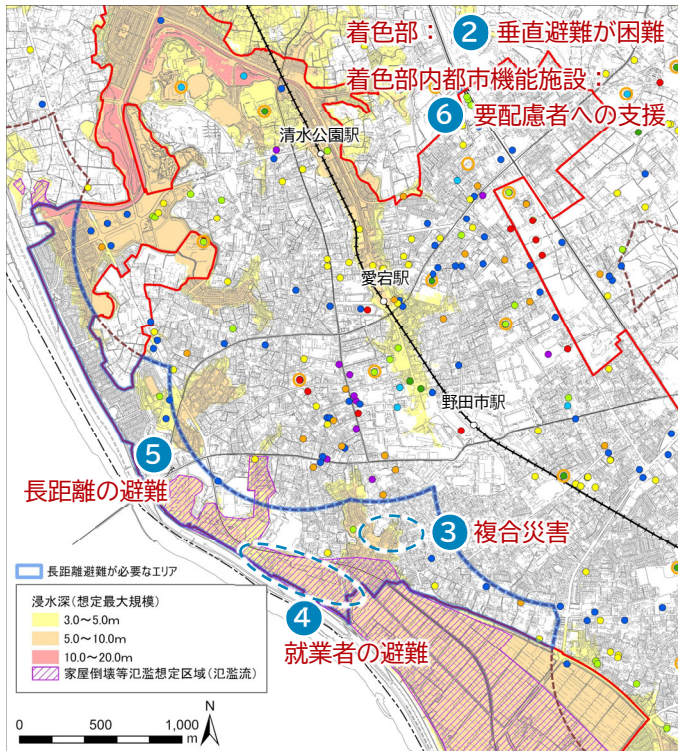 着色部： ② 垂直避難が困難
着色部内都市機能施設：
⑥ 要配慮者への支援
清水公園駅
愛宕駅
野田市駅
⑤
長距離の避難
③ 複合災害
④
就業者の避難
長距離避難が必要なエリア
浸水深(想定最大規模)
3.0～5.0m
5.0～10.0m
10.0～20.0m
家屋倒壊等氾濫想定区域(氾濫流)
N
0 500 1,000
m